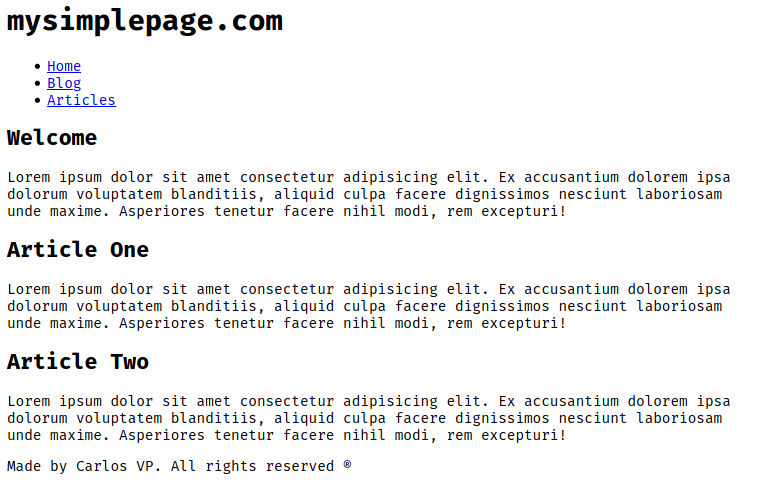 mysimplepage.com
Home
Blog
Articles
Welcome
Lorem ipsum dolor sit amet consectetur adipisicing elit. Ex accusantium dolorem ipsa
dolorum voluptatem blanditiis, aliquid culpa facere dignissimos nesciunt laboriosam
unde maxime. Asperiores tenetur facere nihil modi, rem excepturi!
Article One
Lorem ipsum dolor sit amet consectetur adipisicing elit. Ex accusantium dolorem ipsa
dolorum voluptatem blanditiis, aliquid culpa facere dignissimos nesciunt laboriosam
unde maxime. Asperiores tenetur facere nihil modi, rem excepturi!
Article Two
Lorem ipsum dolor sit amet consectetur adipisicing elit. Ex accusantium dolorem ipsa
dolorum voluptatem blanditiis, aliquid culpa facere dignissimos nesciunt laboriosam
unde maxime. Asperiores tenetur facere nihil modi, rem excepturi!
Made by Carlos VP. All rights reserved ®